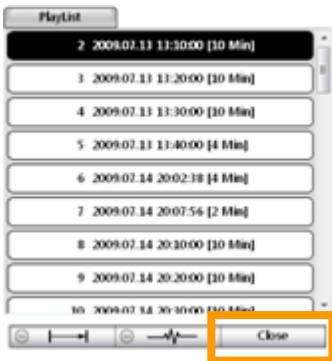 PlayList
2 2009.07.13 13:10:00 [10 Min]
3 2009.07.13 13:20:00 [10 Min]
4 2009.07.13 13:30:00 [10 Min]
5 2009.07.13 13:40:00 [4 Min]
6 2009.07.14 20:02:38 [4 Min]
7 2009.07.14 20:07:56 [2 Min]
8 2009.07.14 20:10:00 [10 Min]
9 2009.07.14 20:20:00 [10 Min]
10 2009.07.14 20:30:00 [10 Min]
Close